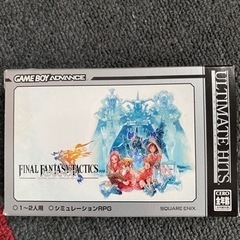 GAME BOY ADVANCE
ULTIMATE HITS
FINAL FANTASY TACTICS
●1~2人用 ●シミュレーションRPG
SQUARE ENIX
CERO